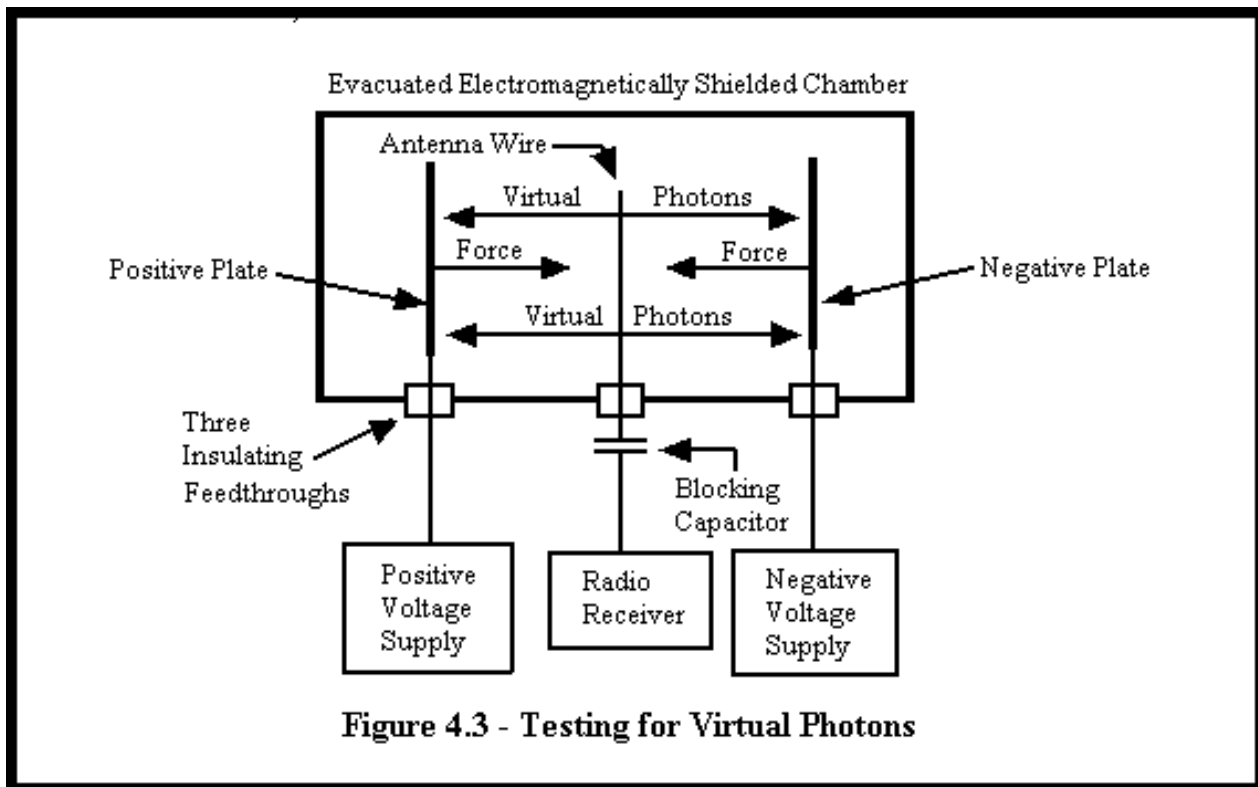 Evacuated Electromagnetically Shielded Chamber
Antenna Wire
Virtual Photons
Force Force
Positive Plate
Negative Plate
Virtual Photons
Three
Insulating
Feedthroughs
Blocking
Capacitor
Positive
Voltage
Supply
Radio
Receiver
Negative
Voltage
Supply
Figure 4.3 - Testing for Virtual Photons